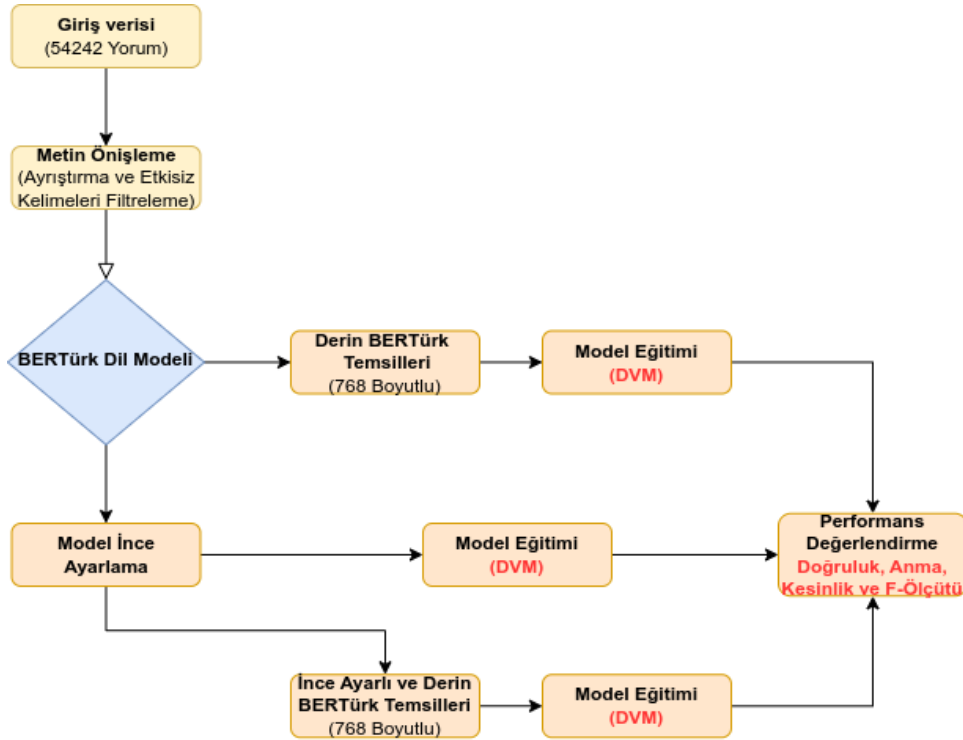 Giriş verisi
(54242 Yorum)
Metin Önişleme
(Ayrıştırma ve Etkisiz
Kelimeleri Filtreleme)
BERTürk Dil Modeli
Derin BERTürk
Temsilleri
(768 Boyutlu)
Model Eğitimi
(DVM)
Model İnce
Ayarlama
Model Eğitimi
(DVM)
Performans
Değerlendirme
Doğruluk, Anma,
Kesinlik ve F-Ölçütü
İnce Ayarlı ve Derin
BERTürk Temsilleri
(768 Boyutlu)
Model Eğitimi
(DVM)